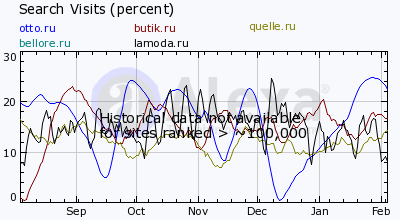 Search Visits (percent)
otto.ru butik.ru quelle.ru
bellore.ru lamoda.ru
30
20
10
0
Alexa
Historical data not available
for sites ranked > ~100,000
Sep Oct Nov Dec Jan Feb